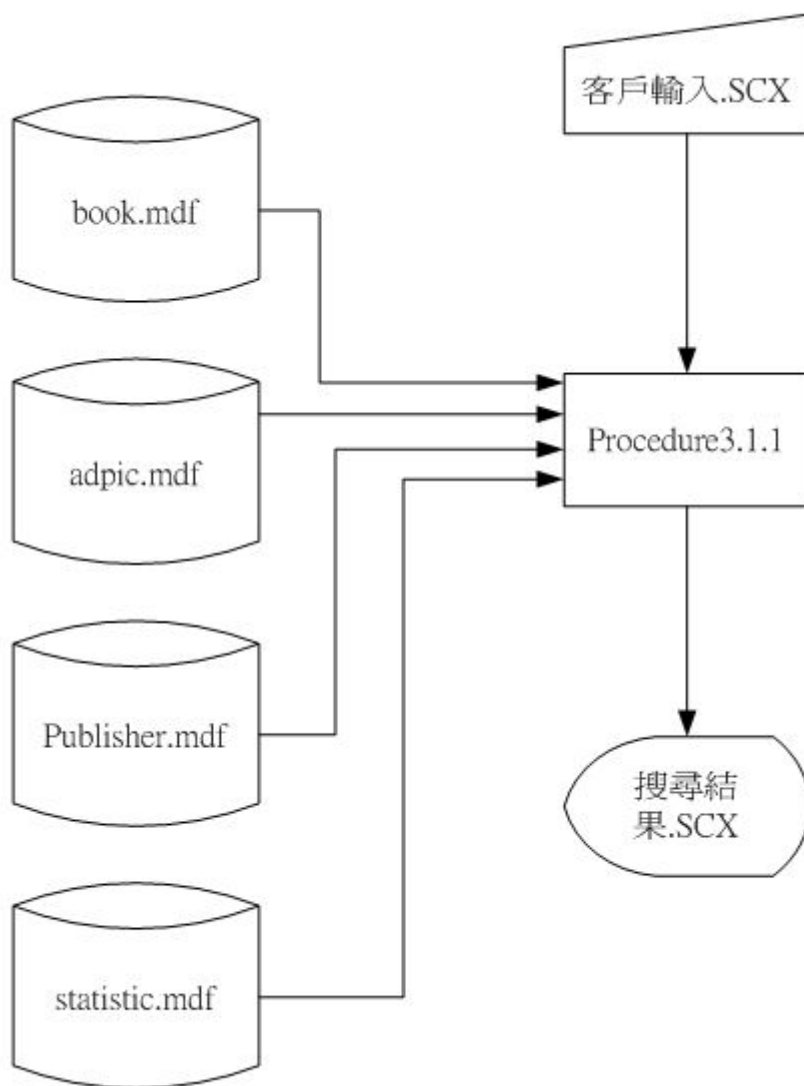 客戶輸入.SCX
book.mdf
adpic.mdf
Procedure3.1.1
Publisher.mdf
搜尋結
果.SCX
statistic.mdf